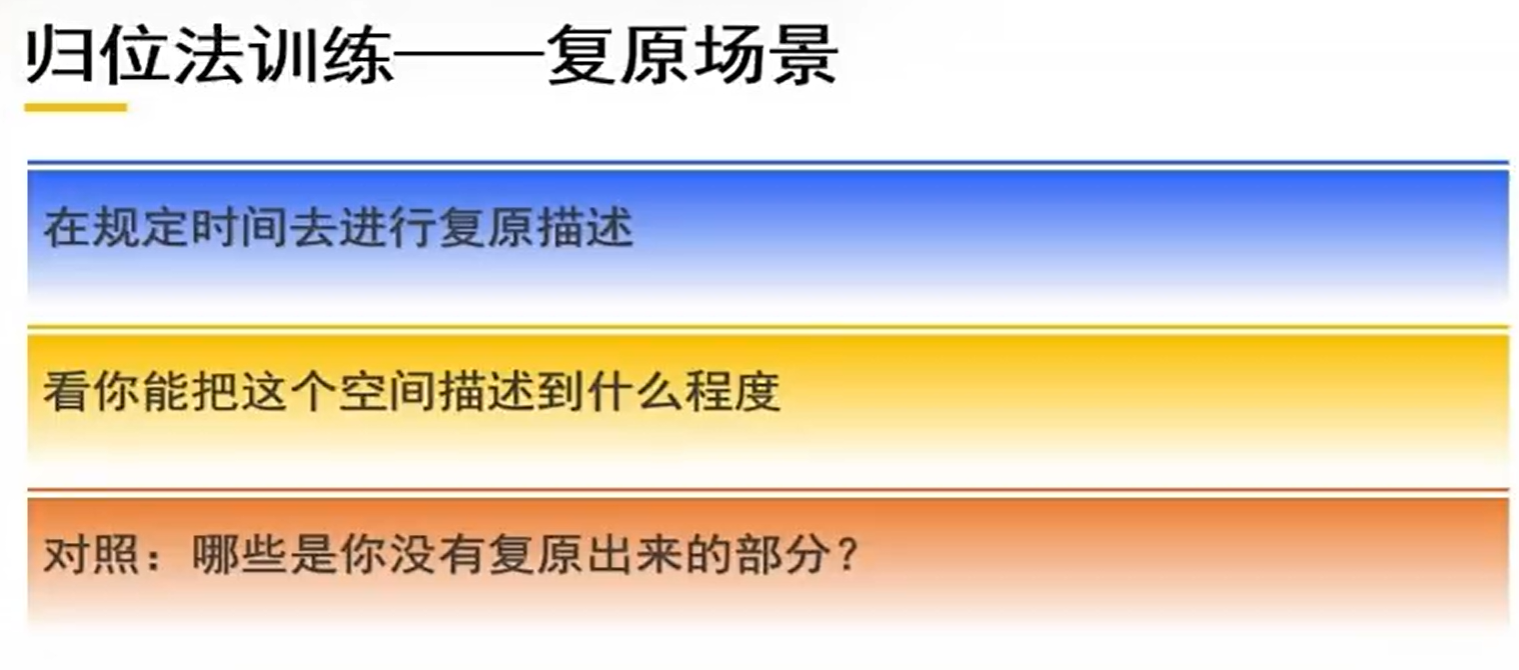 归位法训练——复原场景
在规定时间去进行复原描述
看你能把这个空间描述到什么程度
对照：哪些是你没有复原出来的部分？